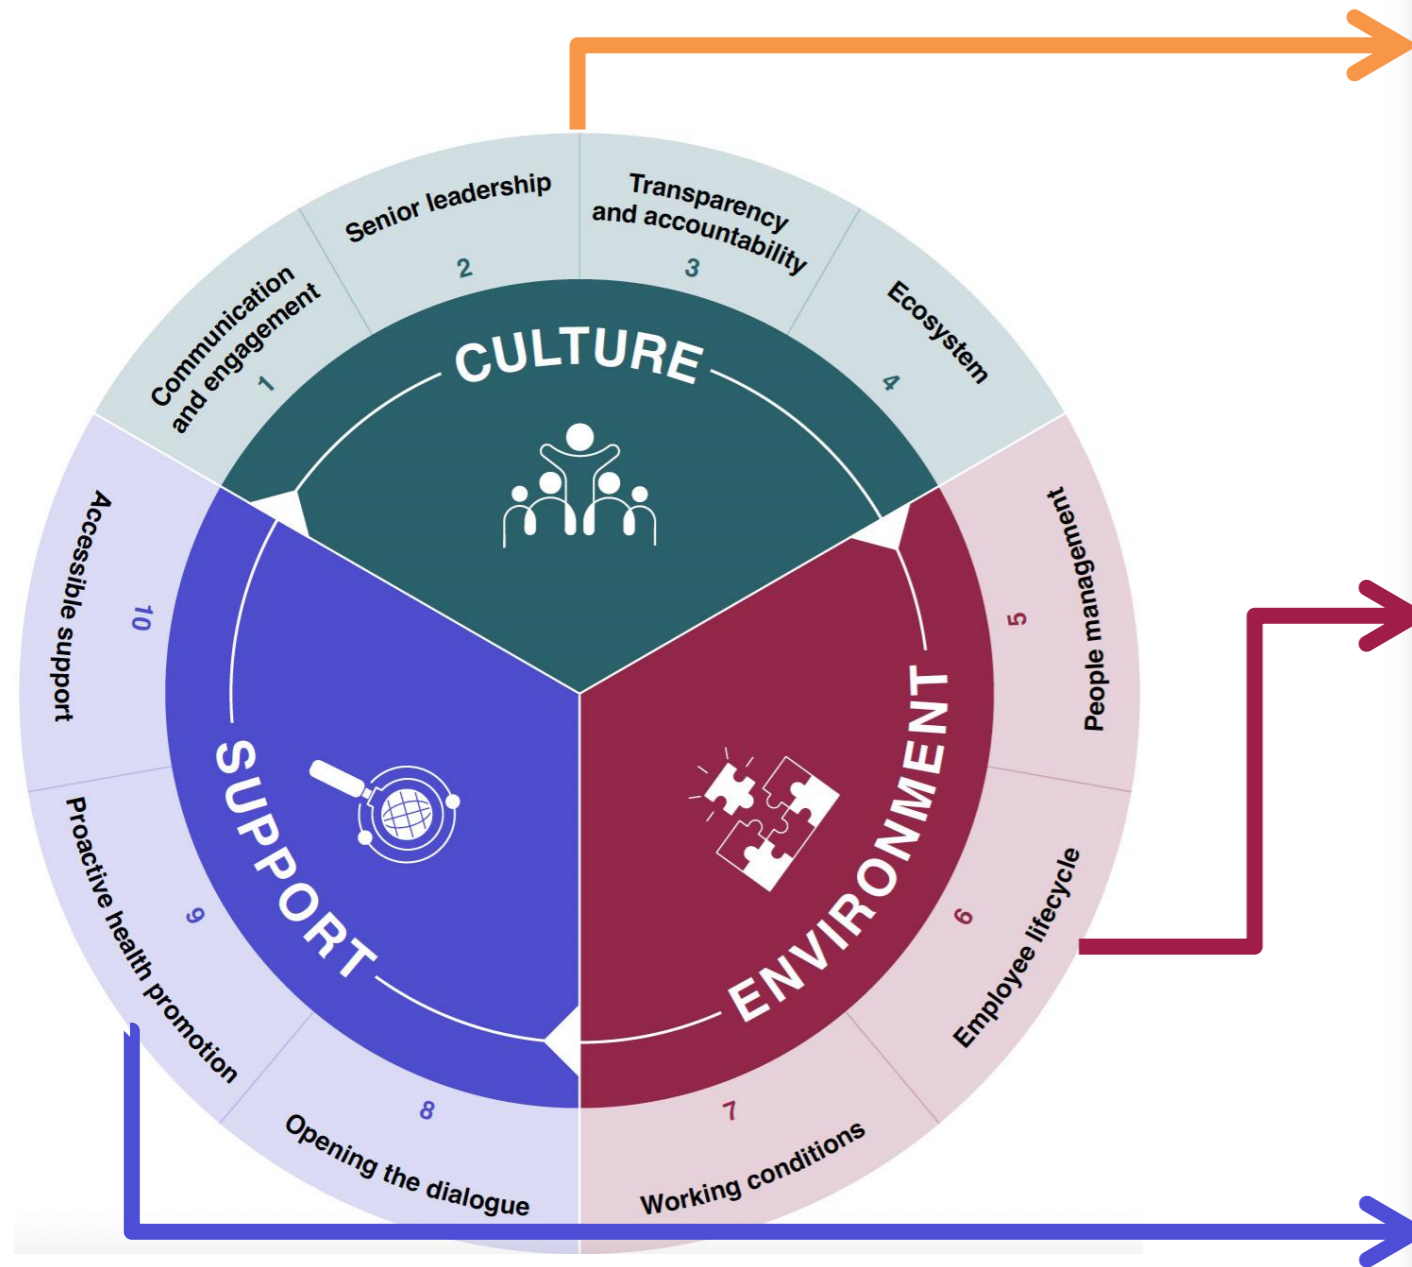 Communication
and engagement
1
Senior leadership
2
Transparency
and accountability
3
Ecosystem
4
People management
5
Employee lifecycle
6
Working conditions
7
Opening the dialogue
8
Proactive health promotion
9
Accessible support
10
CULTURE
ENVIRONMENT
SUPPORT